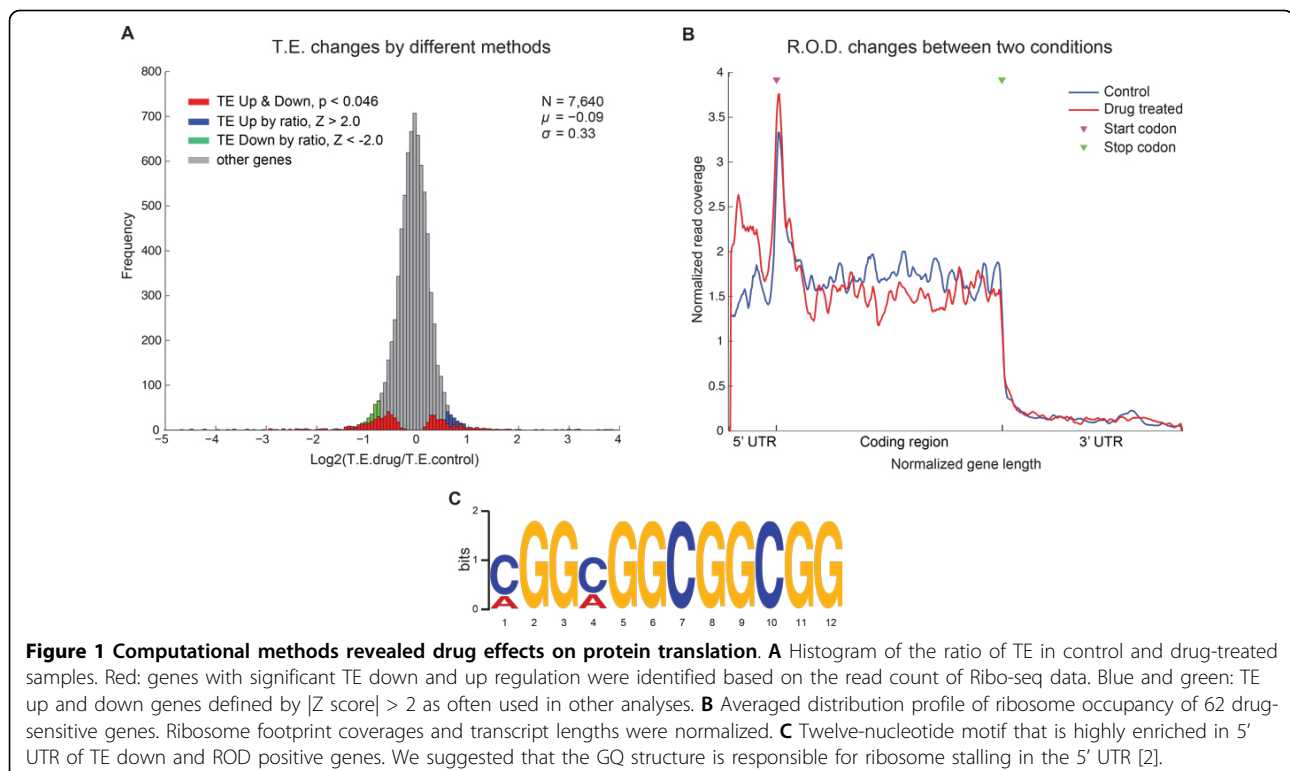 A
T.E. changes by different methods
800
700
600
500
400
300
200
100
0
Frequency
TE Up & Down, p < 0.046
TE Up by ratio, Z > 2.0
TE Down by ratio, Z < -2.0
other genes
N = 7,640
μ = −0.09
σ = 0.33
−5 −4 −3 −2 −1 0 1 2 3 4
Log2(T.E.drug/T.E.control)
B
R.O.D. changes between two conditions
4
3.5
3
2.5
2
1.5
1
0.5
0
Normalized read coverage
Control
Drug treated
Start codon
Stop codon
5' UTR Coding region 3' UTR
Normalized gene length
C
2
1
0
bits
C GG C GG C GG C GG
A A
1 2 3 4 5 6 7 8 9 10 11 12
Figure 1 Computational methods revealed drug effects on protein translation. A Histogram of the ratio of TE in control and drug-treated
samples. Red: genes with significant TE down and up regulation were identified based on the read count of Ribo-seq data. Blue and green: TE
up and down genes defined by |Z score| > 2 as often used in other analyses. B Averaged distribution profile of ribosome occupancy of 62 drug-
sensitive genes. Ribosome footprint coverages and transcript lengths were normalized. C Twelve-nucleotide motif that is highly enriched in 5'
UTR of TE down and ROD positive genes. We suggested that the GQ structure is responsible for ribosome stalling in the 5' UTR [2].